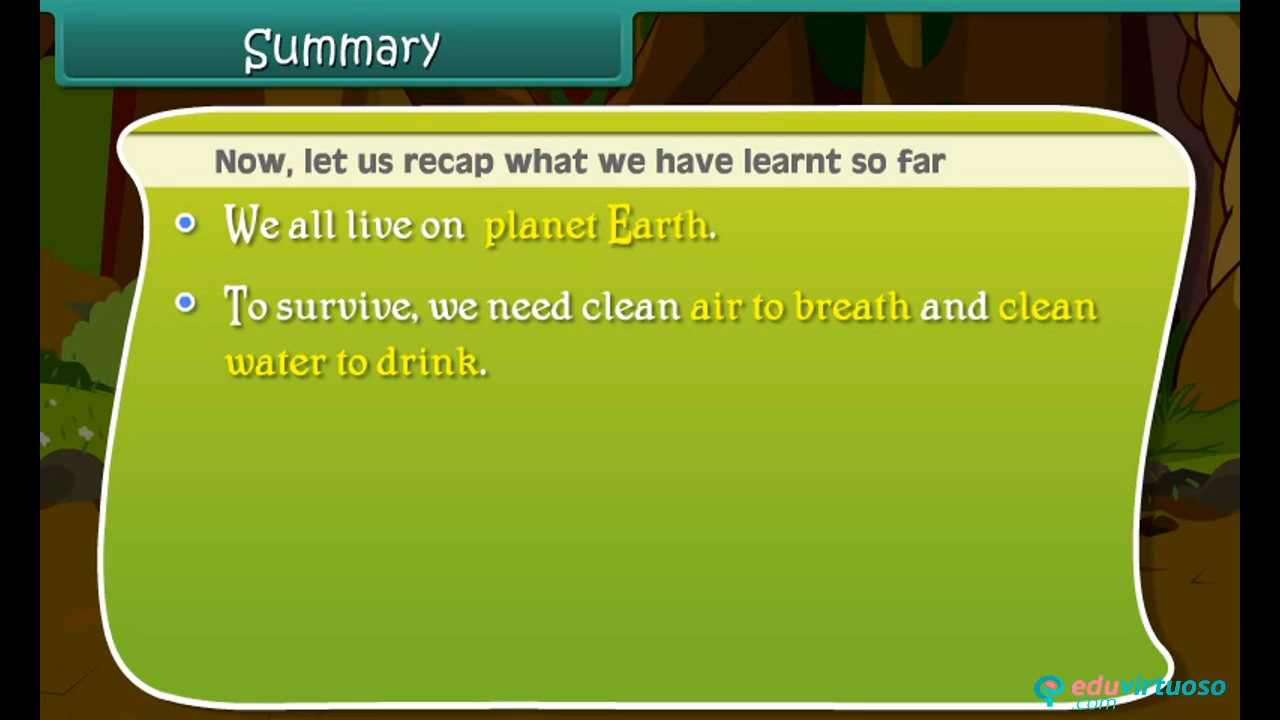 Summary
Now, let us recap what we have learnt so far
We all live on planet Earth.
To survive, we need clean air to breath and clean
water to drink.
eduvirtuoso
.com